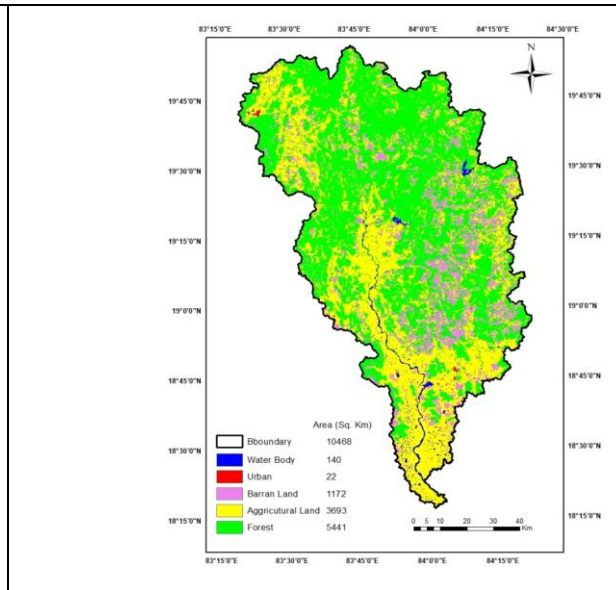 83°15'0"E 83°30'0"E 83°45'0"E 84°0'0"E 84°15'0"E 84°30'0"E
N
19°45'0"N 19°45'0"N
19°30'0"N 19°30'0"N
19°15'0"N 19°15'0"N
19°0'0"N 19°0'0"N
18°45'0"N 18°45'0"N
18°30'0"N 18°30'0"N
18°15'0"N 18°15'0"N
Area (Sq. Km)
Bboundary 10468
Water Body 140
Urban 22
Barran Land 1172
Aggricutural Land 3693
Forest 5441
0 5 10 20 30 40
Km
83°15'0"E 83°30'0"E 83°45'0"E 84°0'0"E 84°15'0"E